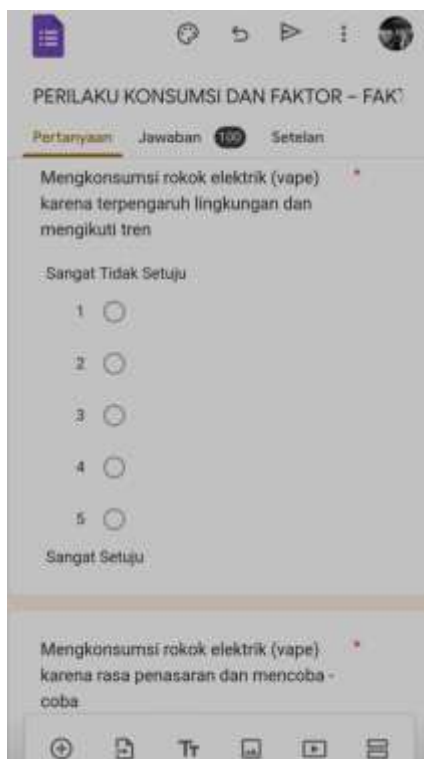 PERILAKU KONSUMSI DAN FAKTOR – FAK
Pertanyaan Jawaban 100 Setelan
Mengkonsumsi rokok elektrik (vape) *
karena terpengaruh lingkungan dan
mengikuti tren
Sangat Tidak Setuju
1
2
3
4
5
Sangat Setuju
Mengkonsumsi rokok elektrik (vape) *
karena rasa penasaran dan mencoba -
coba
Tт